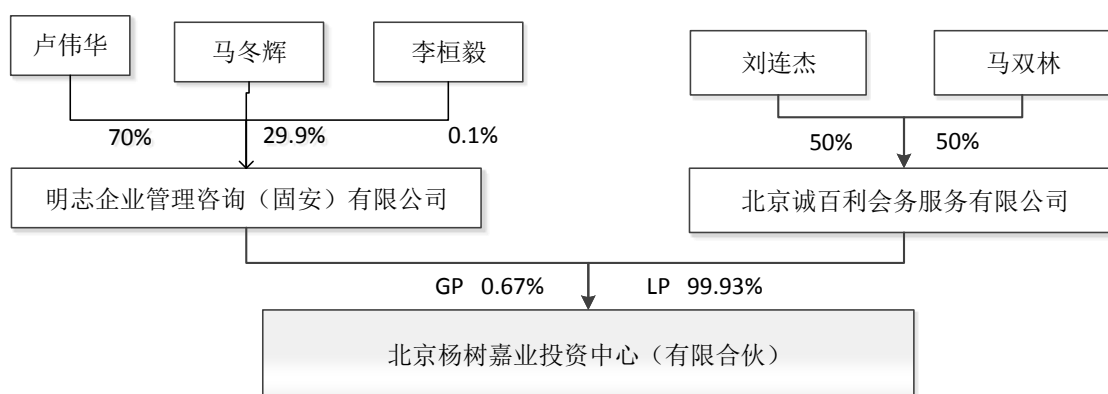 卢伟华
马冬辉
李桓毅
刘连杰
马双林
70%
29.9%
0.1%
50%
50%
明志企业管理咨询（固安）有限公司
北京诚百利会务服务有限公司
GP 0.67%
LP 99.93%
北京杨树嘉业投资中心（有限合伙）